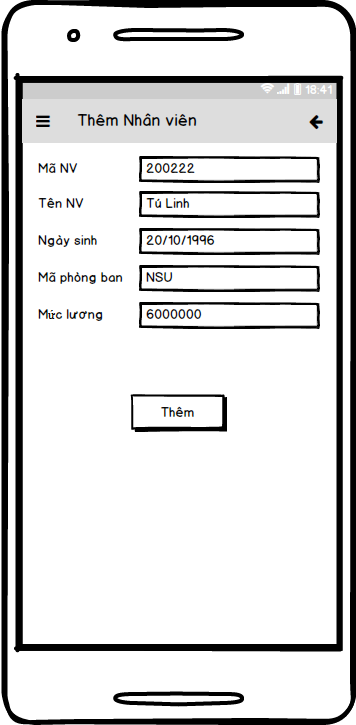 18:41
Thêm Nhân viên
Mã NV 200222
Tên NV Tú Linh
Ngày sinh 20/10/1996
Mã phòng ban NSU
Mức lương 6000000
Thêm